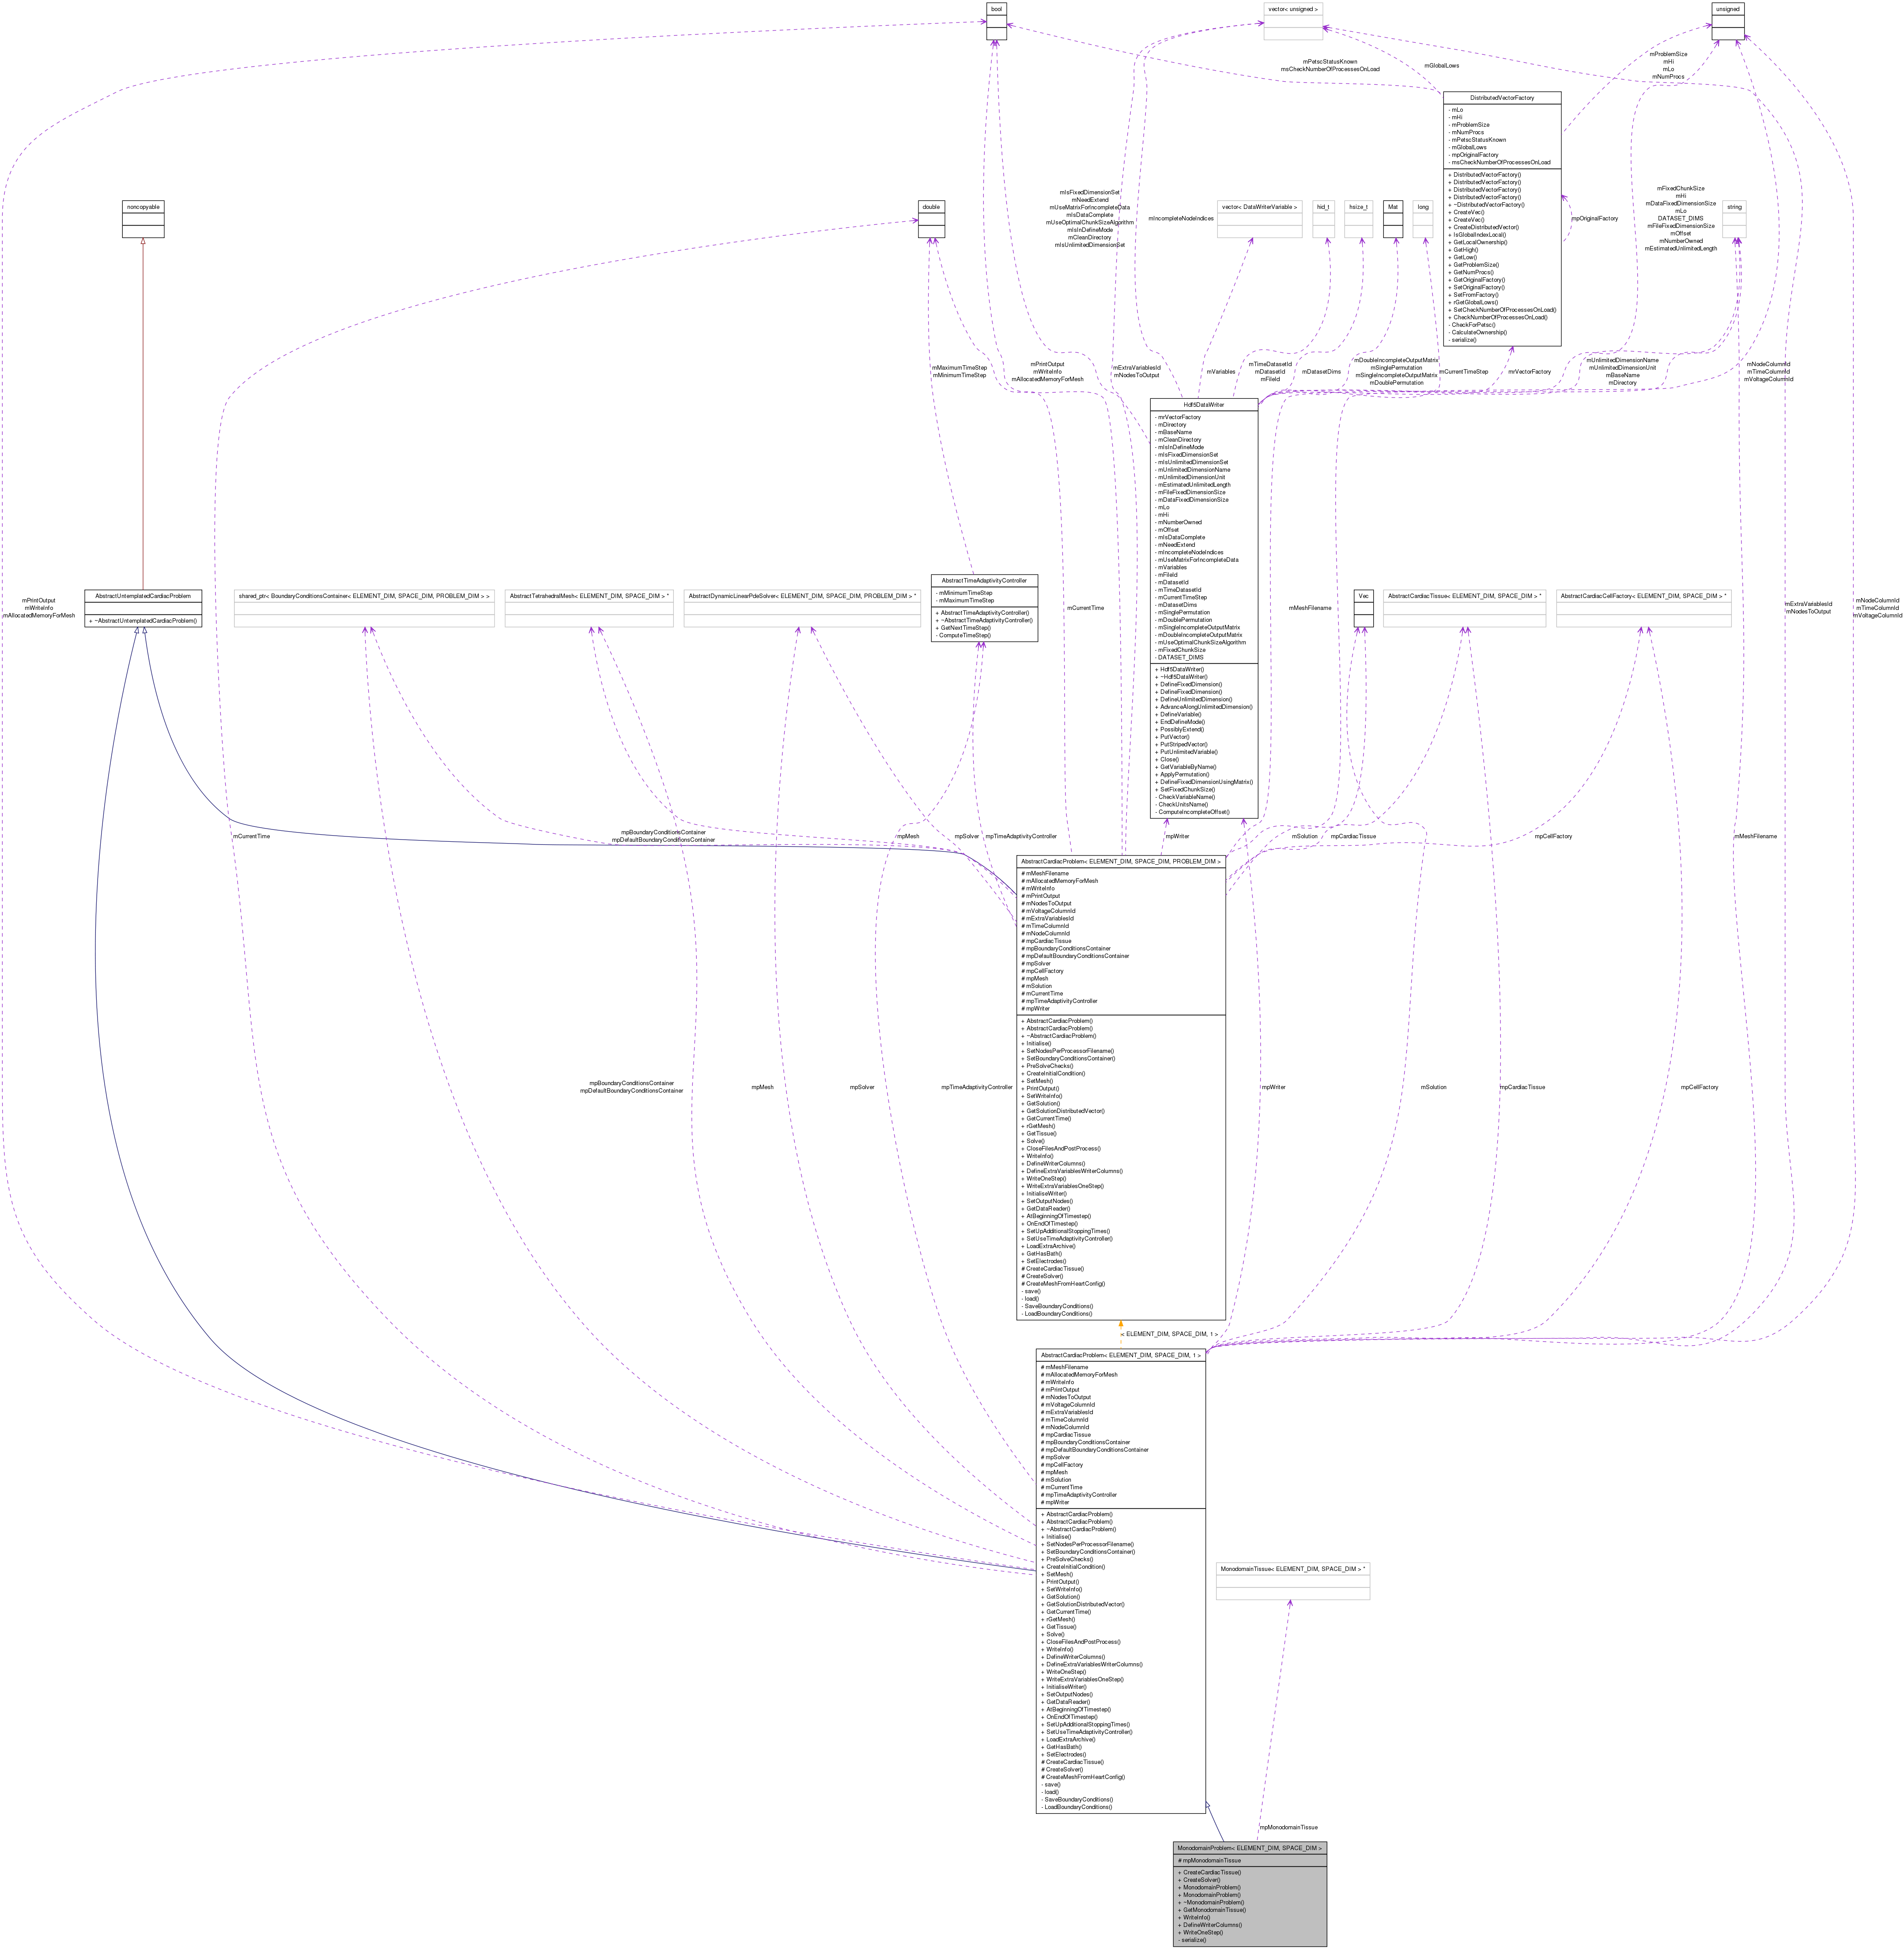 bool
vector< unsigned >
unsigned
mPetscStatusKnown
msCheckNumberOfProcessesOnLoad
mGlobalLows
mProblemSize
mHi
mLo
mNumProcs
DistributedVectorFactory
- mLo
- mHi
- mProblemSize
- mNumProcs
- mPetscStatusKnown
- mGlobalLows
- mpOriginalFactory
- msCheckNumberOfProcessesOnLoad
+ DistributedVectorFactory()
+ DistributedVectorFactory()
+ DistributedVectorFactory()
+ DistributedVectorFactory()
+ ~DistributedVectorFactory()
+ CreateVec()
+ CreateVec()
+ CreateDistributedVector()
+ IsGlobalIndexLocal()
+ GetLocalOwnership()
+ GetHigh()
+ GetLow()
+ GetProblemSize()
+ GetNumProcs()
+ GetOriginalFactory()
+ SetOriginalFactory()
+ SetFromFactory()
+ rGetGlobalLows()
+ SetCheckNumberOfProcessesOnLoad()
+ CheckNumberOfProcessesOnLoad()
- CheckForPetsc()
- CalculateOwnership()
- serialize()
mpOriginalFactory
noncopyable
double
mIsFixedDimensionSet
mNeedExtend
mUseMatrixForIncompleteData
mIsDataComplete
mUseOptimalChunkSizeAlgorithm
mIsInDefineMode
mCleanDirectory
mIsUnlimitedDimensionSet
mIncompleteNodeIndices
vector< DataWriterVariable >
hid_t
hsize_t
Mat
long
mFixedChunkSize
mHi
mDataFixedDimensionSize
mLo
DATASET_DIMS
mFileFixedDimensionSize
mOffset
mNumberOwned
mEstimatedUnlimitedLength
string
mMaximumTimeStep
mMinimumTimeStep
mPrintOutput
mWriteInfo
mAllocatedMemoryForMesh
mExtraVariablesId
mNodesToOutput
mVariables
mTimeDatasetId
mDatasetId
mFileId
mDatasetDims
mDoubleIncompleteOutputMatrix
mSinglePermutation
mSingleIncompleteOutputMatrix
mDoublePermutation
mCurrentTimeStep
mrVectorFactory
mUnlimitedDimensionName
mUnlimitedDimensionUnit
mBaseName
mDirectory
mNodeColumnId
mTimeColumnId
mVoltageColumnId
Hdf5DataWriter
- mrVectorFactory
- mDirectory
- mBaseName
- mCleanDirectory
- mIsInDefineMode
- mIsFixedDimensionSet
- mIsUnlimitedDimensionSet
- mUnlimitedDimensionName
- mUnlimitedDimensionUnit
- mEstimatedUnlimitedLength
- mFileFixedDimensionSize
- mDataFixedDimensionSize
- mLo
- mHi
- mNumberOwned
- mOffset
- mIsDataComplete
- mNeedExtend
- mIncompleteNodeIndices
- mUseMatrixForIncompleteData
- mVariables
- mFileId
- mDatasetId
- mTimeDatasetId
- mCurrentTimeStep
- mDatasetDims
- mSinglePermutation
- mDoublePermutation
- mSingleIncompleteOutputMatrix
- mDoubleIncompleteOutputMatrix
- mUseOptimalChunkSizeAlgorithm
- mFixedChunkSize
- DATASET_DIMS
+ Hdf5DataWriter()
+ ~Hdf5DataWriter()
+ DefineFixedDimension()
+ DefineFixedDimension()
+ DefineUnlimitedDimension()
+ AdvanceAlongUnlimitedDimension()
+ DefineVariable()
+ EndDefineMode()
+ PossiblyExtend()
+ PutVector()
+ PutStripedVector()
+ PutUnlimitedVariable()
+ Close()
+ GetVariableByName()
+ ApplyPermutation()
+ DefineFixedDimensionUsingMatrix()
+ SetFixedChunkSize()
- CheckVariableName()
- CheckUnitsName()
- ComputeIncompleteOffset()
mPrintOutput
mWriteInfo
mAllocatedMemoryForMesh
AbstractUntemplatedCardiacProblem
+ ~AbstractUntemplatedCardiacProblem()
shared_ptr< BoundaryConditionsContainer< ELEMENT_DIM, SPACE_DIM, PROBLEM_DIM > >
AbstractTetrahedralMesh< ELEMENT_DIM, SPACE_DIM > *
AbstractDynamicLinearPdeSolver< ELEMENT_DIM, SPACE_DIM, PROBLEM_DIM > *
AbstractTimeAdaptivityController
- mMinimumTimeStep
- mMaximumTimeStep
+ AbstractTimeAdaptivityController()
+ ~AbstractTimeAdaptivityController()
+ GetNextTimeStep()
- ComputeTimeStep()
mCurrentTime
mMeshFilename
Vec
AbstractCardiacTissue< ELEMENT_DIM, SPACE_DIM > *
AbstractCardiacCellFactory< ELEMENT_DIM, SPACE_DIM > *
mExtraVariablesId
mNodesToOutput
mNodeColumnId
mTimeColumnId
mVoltageColumnId
mCurrentTime
mpBoundaryConditionsContainer
mpDefaultBoundaryConditionsContainer
mpMesh
mpSolver
mpTimeAdaptivityController
mpWriter
mSolution
mpCardiacTissue
mpCellFactory
mMeshFilename
AbstractCardiacProblem< ELEMENT_DIM, SPACE_DIM, PROBLEM_DIM >
# mMeshFilename
# mAllocatedMemoryForMesh
# mWriteInfo
# mPrintOutput
# mNodesToOutput
# mVoltageColumnId
# mExtraVariablesId
# mTimeColumnId
# mNodeColumnId
# mpCardiacTissue
# mpBoundaryConditionsContainer
# mpDefaultBoundaryConditionsContainer
# mpSolver
# mpCellFactory
# mpMesh
# mSolution
# mCurrentTime
# mpTimeAdaptivityController
# mpWriter
+ AbstractCardiacProblem()
+ AbstractCardiacProblem()
+ ~AbstractCardiacProblem()
+ Initialise()
+ SetNodesPerProcessorFilename()
+ SetBoundaryConditionsContainer()
+ PreSolveChecks()
+ CreateInitialCondition()
+ SetMesh()
+ PrintOutput()
+ SetWriteInfo()
+ GetSolution()
+ GetSolutionDistributedVector()
+ GetCurrentTime()
+ rGetMesh()
+ GetTissue()
+ Solve()
+ CloseFilesAndPostProcess()
+ WriteInfo()
+ DefineWriterColumns()
+ DefineExtraVariablesWriterColumns()
+ WriteOneStep()
+ WriteExtraVariablesOneStep()
+ InitialiseWriter()
+ SetOutputNodes()
+ GetDataReader()
+ AtBeginningOfTimestep()
+ OnEndOfTimestep()
+ SetUpAdditionalStoppingTimes()
+ SetUseTimeAdaptivityController()
+ LoadExtraArchive()
+ GetHasBath()
+ SetElectrodes()
# CreateCardiacTissue()
# CreateSolver()
# CreateMeshFromHeartConfig()
- save()
- load()
- SaveBoundaryConditions()
- LoadBoundaryConditions()
mpBoundaryConditionsContainer
mpDefaultBoundaryConditionsContainer
mpMesh
mpSolver
mpTimeAdaptivityController
mpWriter
mSolution
mpCardiacTissue
mpCellFactory
< ELEMENT_DIM, SPACE_DIM, 1 >
AbstractCardiacProblem< ELEMENT_DIM, SPACE_DIM, 1 >
# mMeshFilename
# mAllocatedMemoryForMesh
# mWriteInfo
# mPrintOutput
# mNodesToOutput
# mVoltageColumnId
# mExtraVariablesId
# mTimeColumnId
# mNodeColumnId
# mpCardiacTissue
# mpBoundaryConditionsContainer
# mpDefaultBoundaryConditionsContainer
# mpSolver
# mpCellFactory
# mpMesh
# mSolution
# mCurrentTime
# mpTimeAdaptivityController
# mpWriter
+ AbstractCardiacProblem()
+ AbstractCardiacProblem()
+ ~AbstractCardiacProblem()
+ Initialise()
+ SetNodesPerProcessorFilename()
+ SetBoundaryConditionsContainer()
+ PreSolveChecks()
+ CreateInitialCondition()
+ SetMesh()
+ PrintOutput()
+ SetWriteInfo()
+ GetSolution()
+ GetSolutionDistributedVector()
+ GetCurrentTime()
+ rGetMesh()
+ GetTissue()
+ Solve()
+ CloseFilesAndPostProcess()
+ WriteInfo()
+ DefineWriterColumns()
+ DefineExtraVariablesWriterColumns()
+ WriteOneStep()
+ WriteExtraVariablesOneStep()
+ InitialiseWriter()
+ SetOutputNodes()
+ GetDataReader()
+ AtBeginningOfTimestep()
+ OnEndOfTimestep()
+ SetUpAdditionalStoppingTimes()
+ SetUseTimeAdaptivityController()
+ LoadExtraArchive()
+ GetHasBath()
+ SetElectrodes()
# CreateCardiacTissue()
# CreateSolver()
# CreateMeshFromHeartConfig()
- save()
- load()
- SaveBoundaryConditions()
- LoadBoundaryConditions()
MonodomainTissue< ELEMENT_DIM, SPACE_DIM > *
mpMonodomainTissue
MonodomainProblem< ELEMENT_DIM, SPACE_DIM >
# mpMonodomainTissue
+ CreateCardiacTissue()
+ CreateSolver()
+ MonodomainProblem()
+ MonodomainProblem()
+ ~MonodomainProblem()
+ GetMonodomainTissue()
+ WriteInfo()
+ DefineWriterColumns()
+ WriteOneStep()
- serialize()